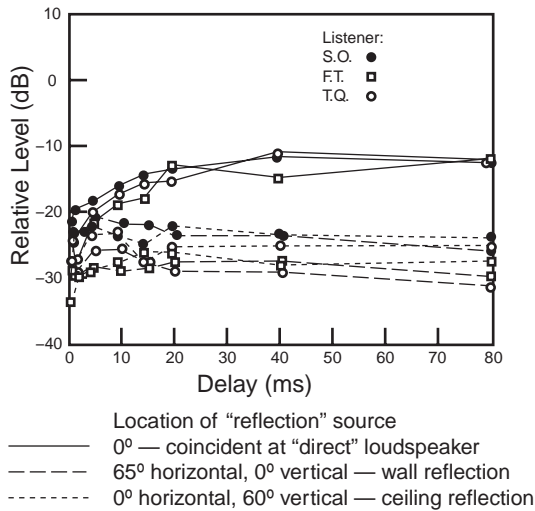 10
0
−10
−20
−30
−40
Relative Level (dB)
Listener:
S.O.
F.T.
T.Q.
0 10 20 30 40 50 60 70 80
Delay (ms)
Location of “reflection” source
0º — coincident at “direct” loudspeaker
65º horizontal, 0º vertical — wall reflection
0º horizontal, 60º vertical — ceiling reflection